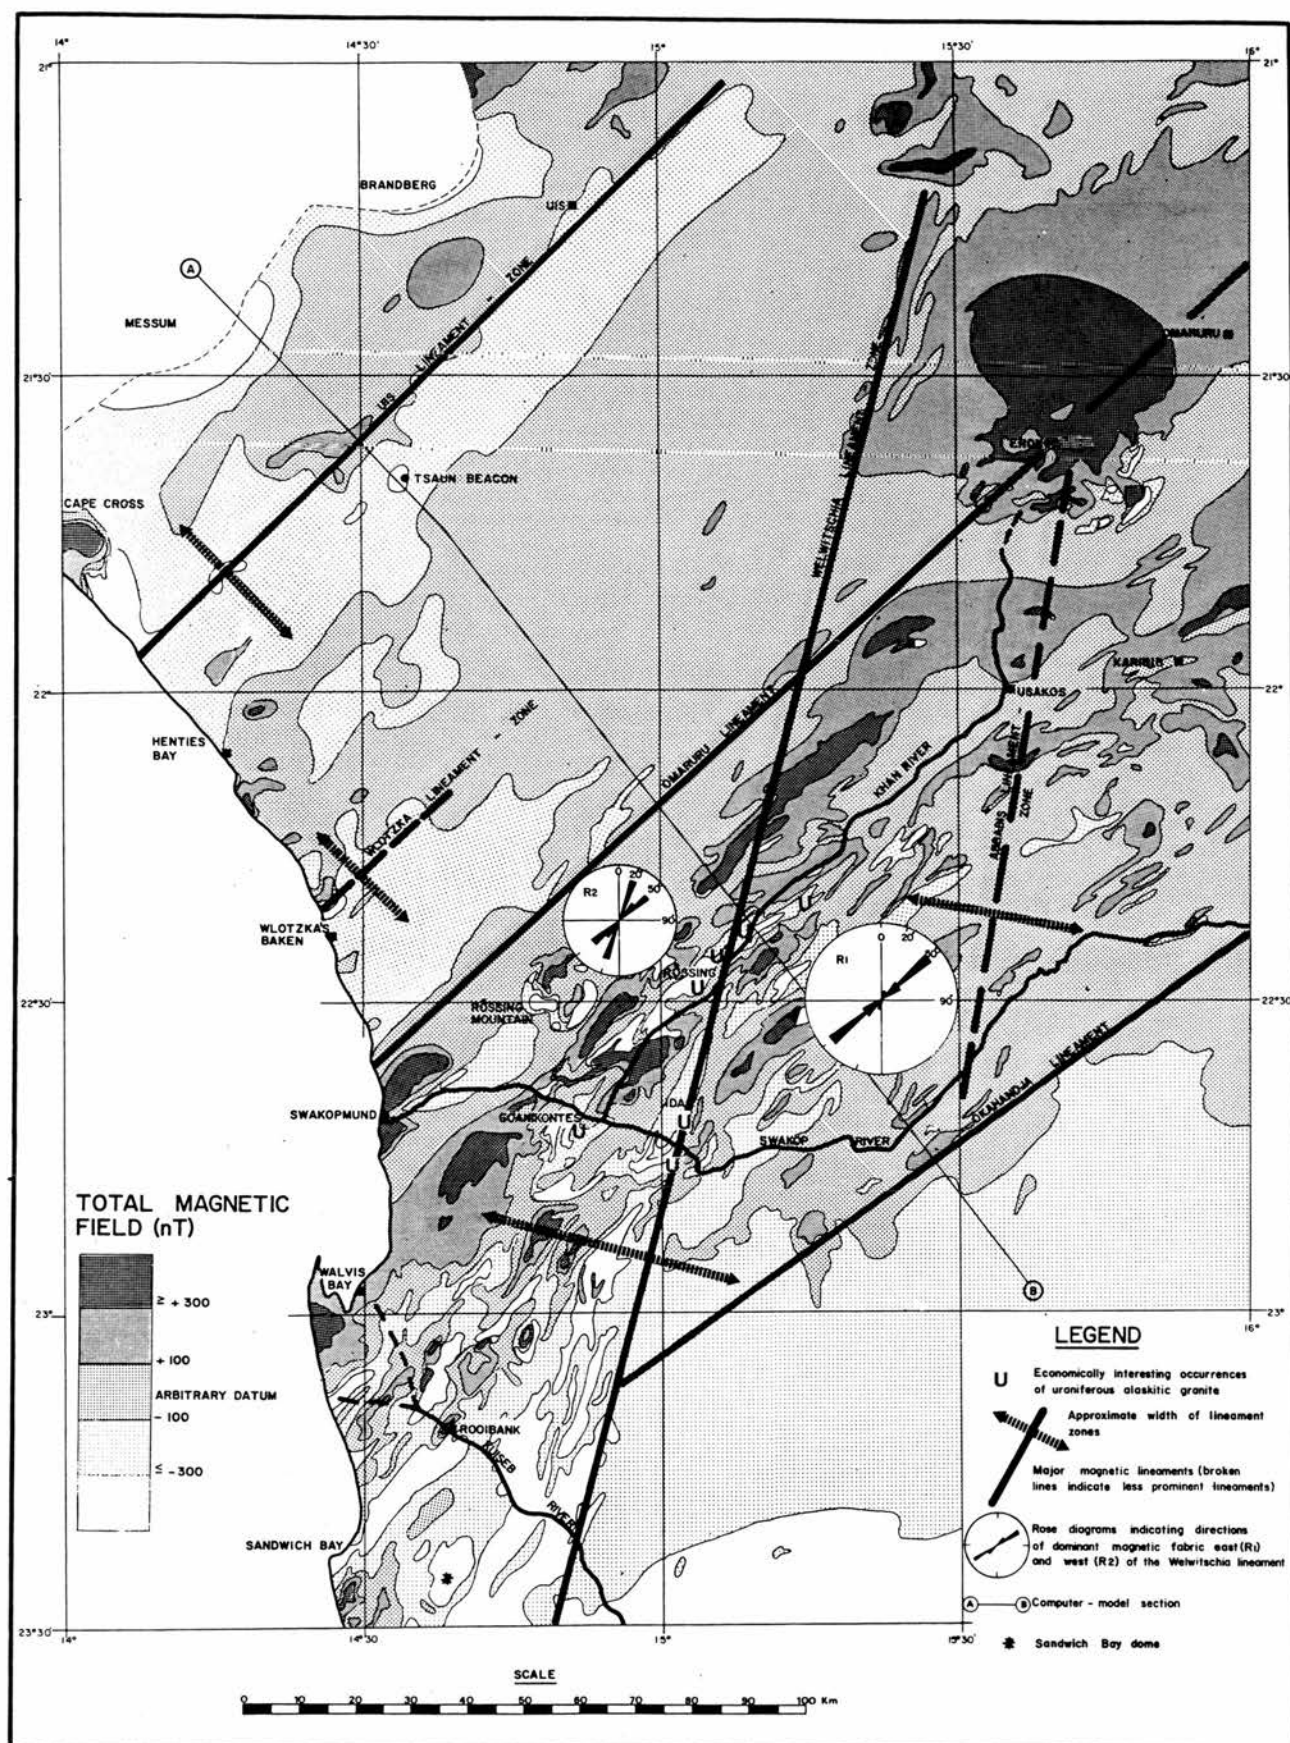 14°
14°30'
15°
15°30'
16°
21°
21°
BRANDBERG
UIS
A
MESSUM
UIS LINEAMENT - ZONE
OMARURU
21°30'
21°30'
WELWITSCHIA LINEAMENT ZONE
TSAUN BEACON
CAPE CROSS
KARIBIB
22°
22°
USAKOS
OMARURU LINEAMENT
HENTIES
BAY
KHAN RIVER
ABBABIS LINEAMENT
ZONE
WLOTZKA LINEAMENT - ZONE
R2
0
20
50
90
U
WLOTZKAS
BAKEN
U
U
RÖSSING
U
R1
0
20
50
90
22°30'
22°30'
RÖSSING
MOUNTAIN
OKAHANDJA LINEAMENT
IDA
U
SWAKOPMUND
GOANIKONTES
U
SWAKOP RIVER
U
TOTAL MAGNETIC
FIELD (nT)
≥ + 300
+ 100
ARBITRARY DATUM
- 100
≤ - 300
WALVIS
BAY
B
23°
23°
16°
ROOIBANK
KUISEB RIVER
SANDWICH BAY
23°30'
14°
14°30'
15°
15°30'
LEGEND
U Economically interesting occurrences
of uroniferous alaskitic granite
Approximate width of lineament
zones
Major magnetic lineaments (broken
lines indicate less prominent lineaments)
Rose diagrams indicating directions
of dominant magnetic fabric east (R1)
and west (R2) of the Welwitschia lineament
A B Computer - model section
Sandwich Bay dome
SCALE
0 10 20 30 40 50 60 70 80 90 100 Km